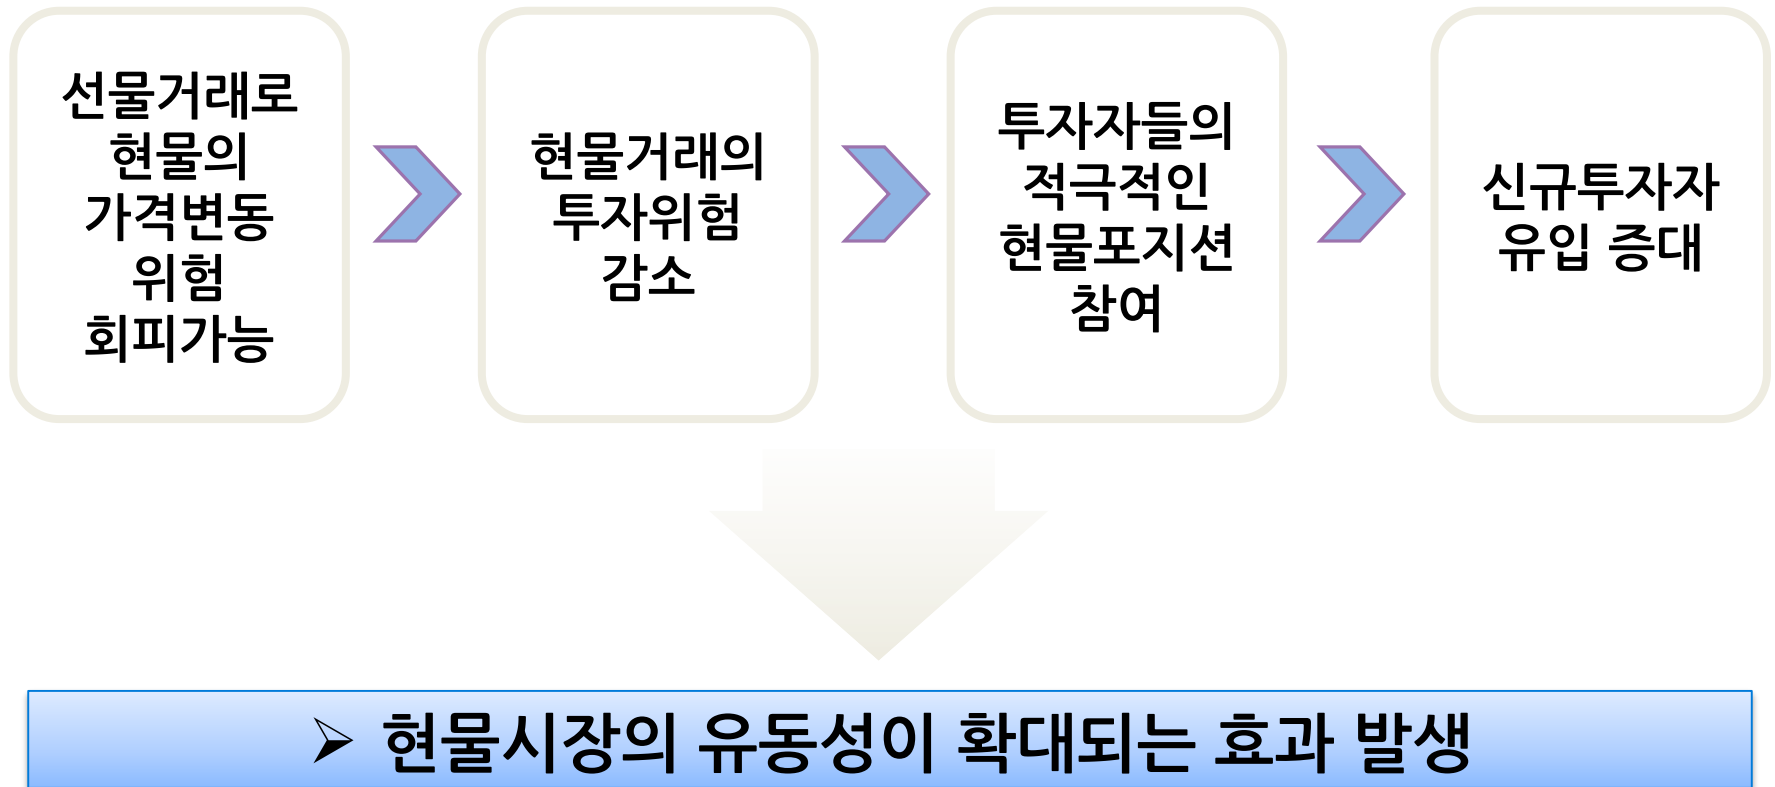 선물거래로
현물의
가격변동
위험
회피가능
현물거래의
투자위험
감소
투자자들의
적극적인
현물포지션
참여
신규투자자
유입 증대
➢ 현물시장의 유동성이 확대되는 효과 발생